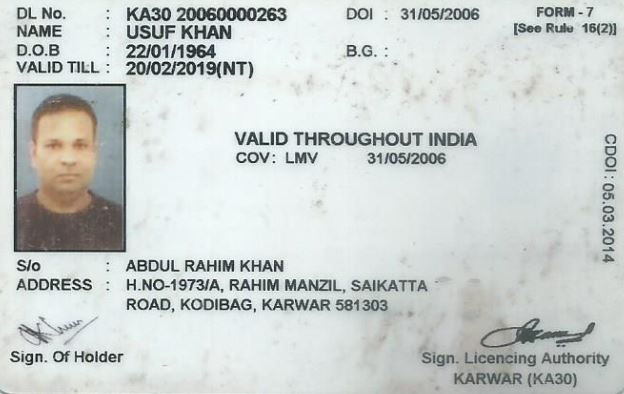 DL No. : KA30 20060000263 DOI : 31/05/2006 FORM - 7
NAME : USUF KHAN [See Rule 16(2)]
D.O.B : 22/01/1964 B.G. :
VALID TILL : 20/02/2019(NT)
VALID THROUGHOUT INDIA
COV: LMV 31/05/2006
CDOI: 05.03.2014
S/o : ABDUL RAHIM KHAN
ADDRESS : H.NO-1973/A, RAHIM MANZIL, SAIKATTA
ROAD, KODIBAG, KARWAR 581303
Sign. Of Holder
Sign. Licencing Authority
KARWAR (KA30)